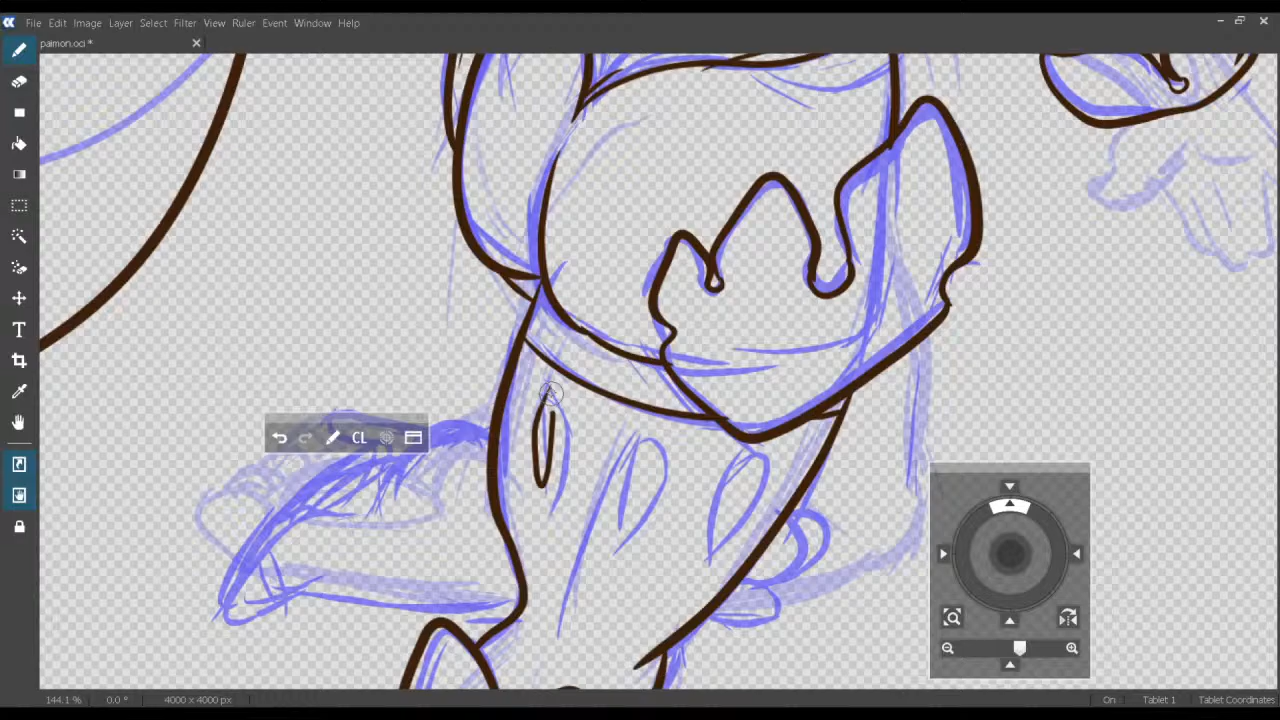 File Edit Image Layer Select Filter View Ruler Event Window Help
paimon.oci *
CL
144.1 % 0.0 ° 4000 x 4000 px On Tablet 1 Tablet Coordinates